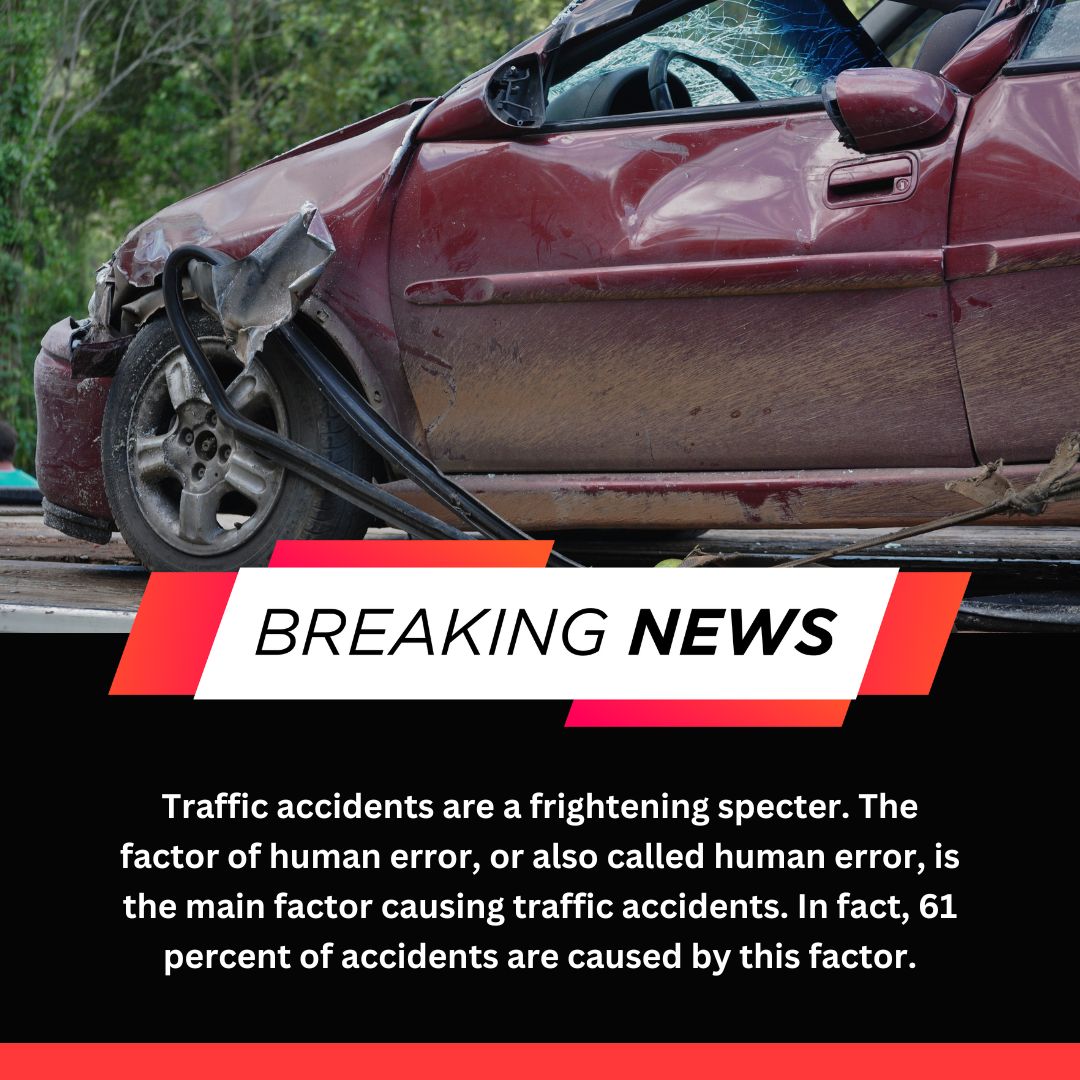 BREAKING NEWS
Traffic accidents are a frightening specter. The
factor of human error, or also called human error, is
the main factor causing traffic accidents. In fact, 61
percent of accidents are caused by this factor.